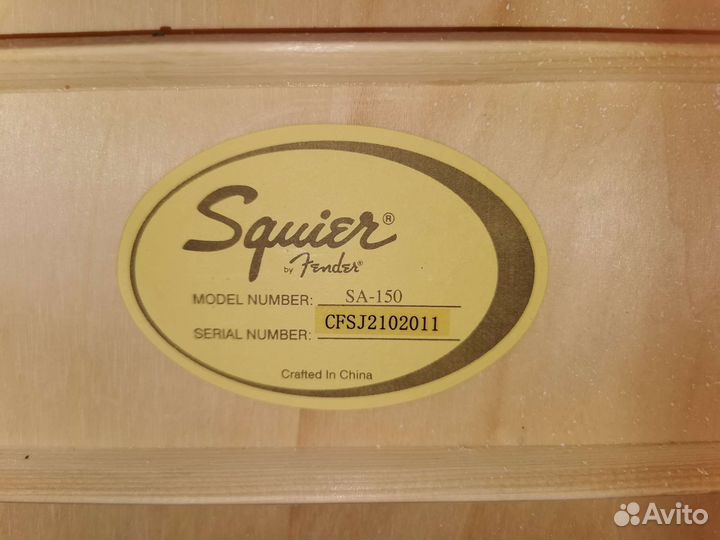 Squier®
by Fender®
MODEL NUMBER: SA-150
SERIAL NUMBER: CFSJ2102011
Crafted In China
Avito